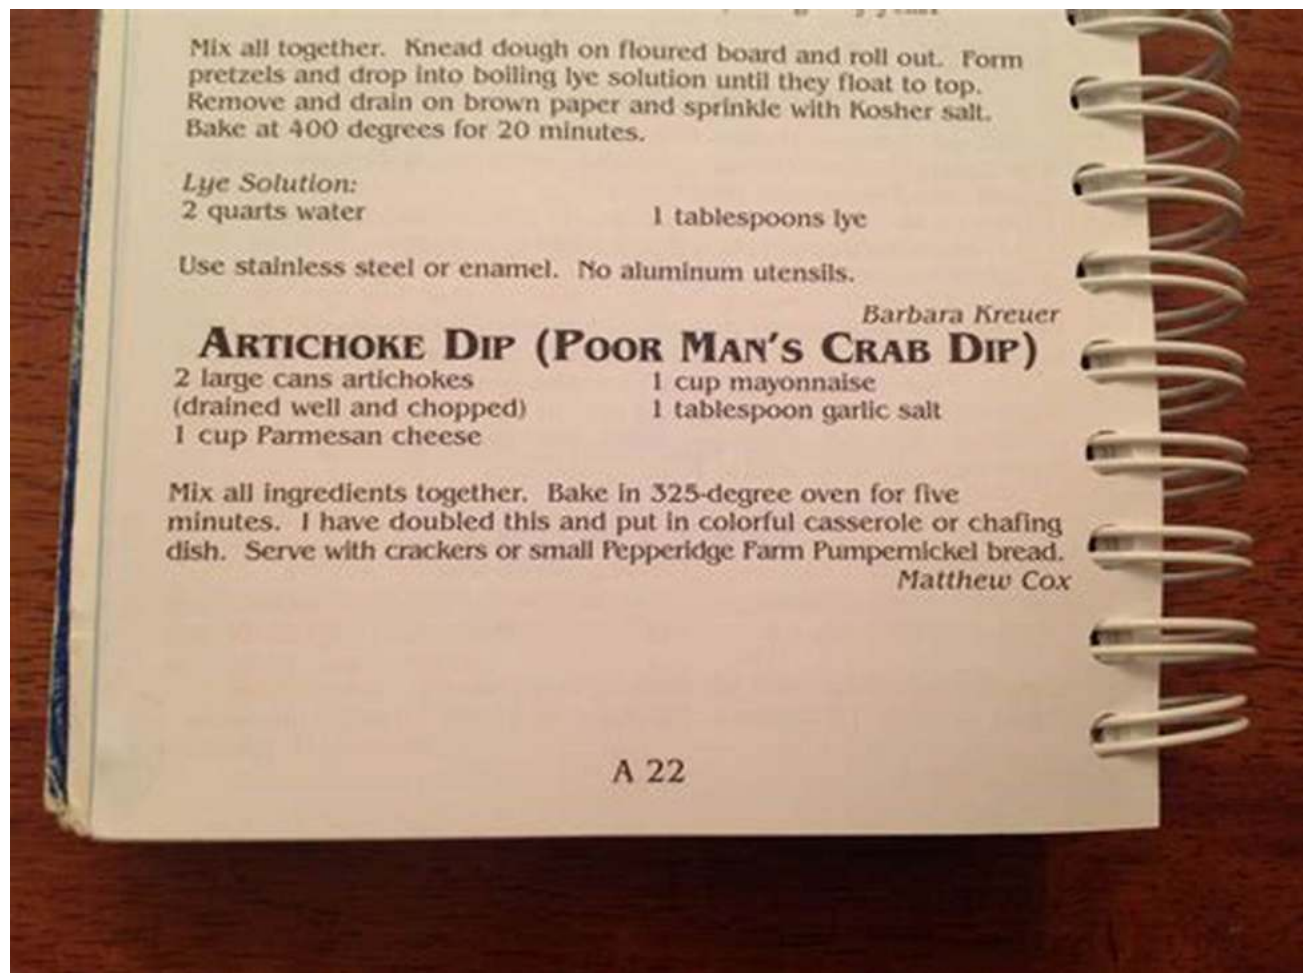 Mix all together. Knead dough on floured board and roll out. Form
pretzels and drop into boiling lye solution until they float to top.
Remove and drain on brown paper and sprinkle with Kosher salt.
Bake at 400 degrees for 20 minutes.
Lye Solution:
2 quarts water 1 tablespoons lye
Use stainless steel or enamel. No aluminum utensils.
Barbara Kreuer
ARTICHOKE DIP (POOR MAN'S CRAB DIP)
2 large cans artichokes 1 cup mayonnaise
(drained well and chopped) 1 tablespoon garlic salt
1 cup Parmesan cheese
Mix all ingredients together. Bake in 325-degree oven for five
minutes. I have doubled this and put in colorful casserole or chafing
dish. Serve with crackers or small Pepperidge Farm Pumpernickel bread.
Matthew Cox
A 22